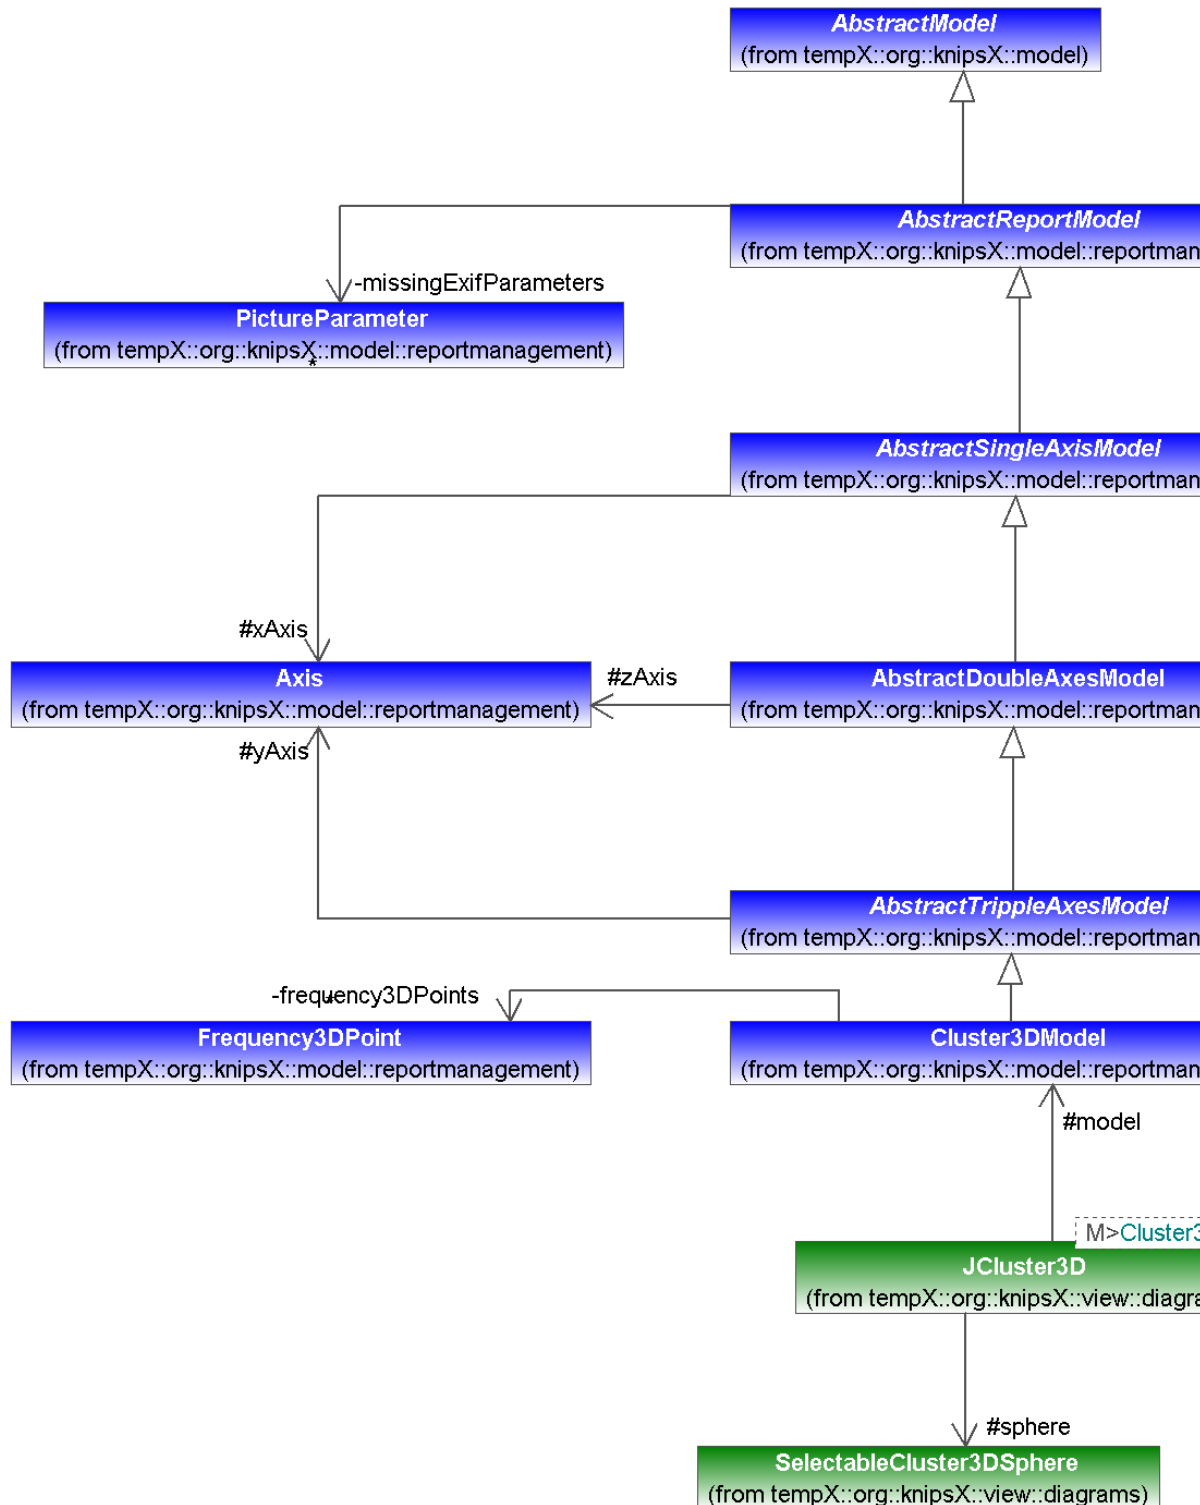 AbstractModel
(from tempX::org::knipsX::model)
AbstractReportModel
(from tempX::org::knipsX::model::reportman
-missingExifParameters
PictureParameter
(from tempX::org::knipsX::model::reportmanagement)
*
AbstractSingleAxisModel
(from tempX::org::knipsX::model::reportman
#xAxis
Axis
(from tempX::org::knipsX::model::reportmanagement)
#zAxis
AbstractDoubleAxesModel
(from tempX::org::knipsX::model::reportman
#yAxis
AbstractTrippleAxesModel
(from tempX::org::knipsX::model::reportman
-frequency3DPoints
*
Frequency3DPoint
(from tempX::org::knipsX::model::reportmanagement)
Cluster3DModel
(from tempX::org::knipsX::model::reportman
#model
M>Cluster3
JCluster3D
(from tempX::org::knipsX::view::diagra
#sphere
SelectableCluster3DSphere
(from tempX::org::knipsX::view::diagrams)